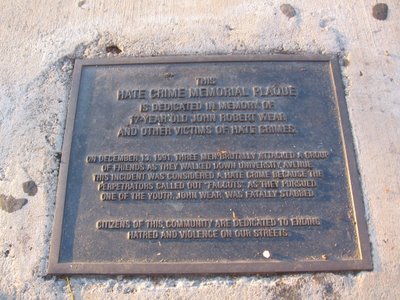 THIS
HATE CRIME MEMORIAL PLAQUE
IS DEDICATED IN MEMORY OF
17-YEAR OLD JOHN ROBERT WEAR
AND OTHER VICTIMS OF HATE CRIMES.
ON DECEMBER 13, 1991, THREE MEN BRUTALLY ATTACKED A GROUP
OF FRIENDS AS THEY WALKED DOWN UNIVERSITY AVENUE.
THIS INCIDENT WAS CONSIDERED A HATE CRIME BECAUSE THE
PERPETRATORS CALLED OUT "FAGGOTS" AS THEY PURSUED.
ONE OF THE YOUTH, JOHN WEAR, WAS FATALLY STABBED.
CITIZENS OF THIS COMMUNITY ARE DEDICATED TO ENDING
HATRED AND VIOLENCE ON OUR STREETS.